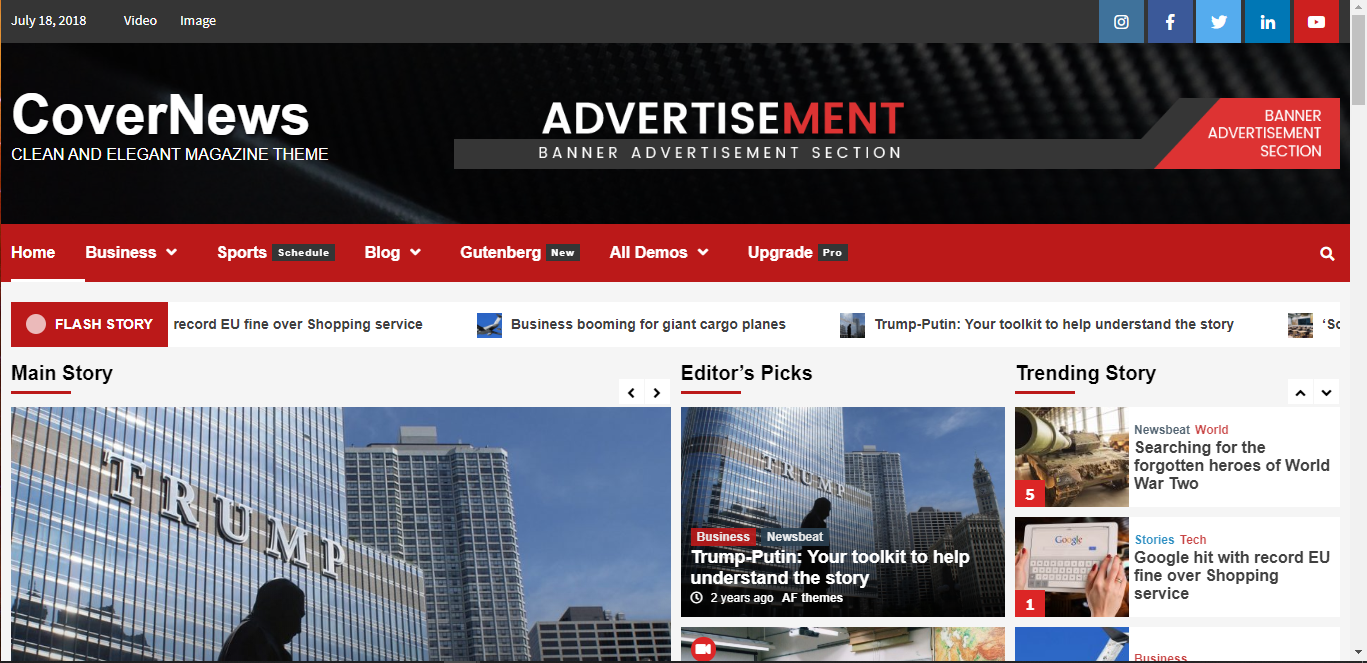 July 18, 2018 Video Image
CoverNews
CLEAN AND ELEGANT MAGAZINE THEME
ADVERTISEMENT
BANNER ADVERTISEMENT SECTION
BANNER
ADVERTISEMENT
SECTION
Home Business Sports Schedule Blog Gutenberg New All Demos Upgrade Pro
FLASH STORY record EU fine over Shopping service Business booming for giant cargo planes Trump-Putin: Your toolkit to help understand the story
Main Story
TRUMP
Editor’s Picks
TRUMP
Business Newsbeat
Trump-Putin: Your toolkit to help
understand the story
2 years ago AF themes
Trending Story
Newsbeat World
Searching for the
forgotten heroes of World
War Two
5
Google
Stories Tech
Google hit with record EU
fine over Shopping
service
1
Business